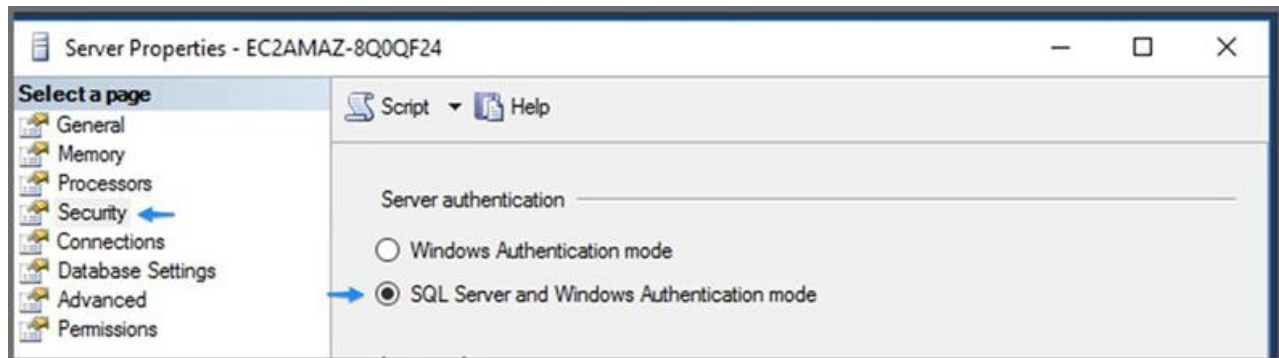 Server Properties - EC2AMAZ-8Q0QF24
Select a page
General
Memory
Processors
Security
Connections
Database Settings
Advanced
Permissions
Script
Help
Server authentication
Windows Authentication mode
SQL Server and Windows Authentication mode